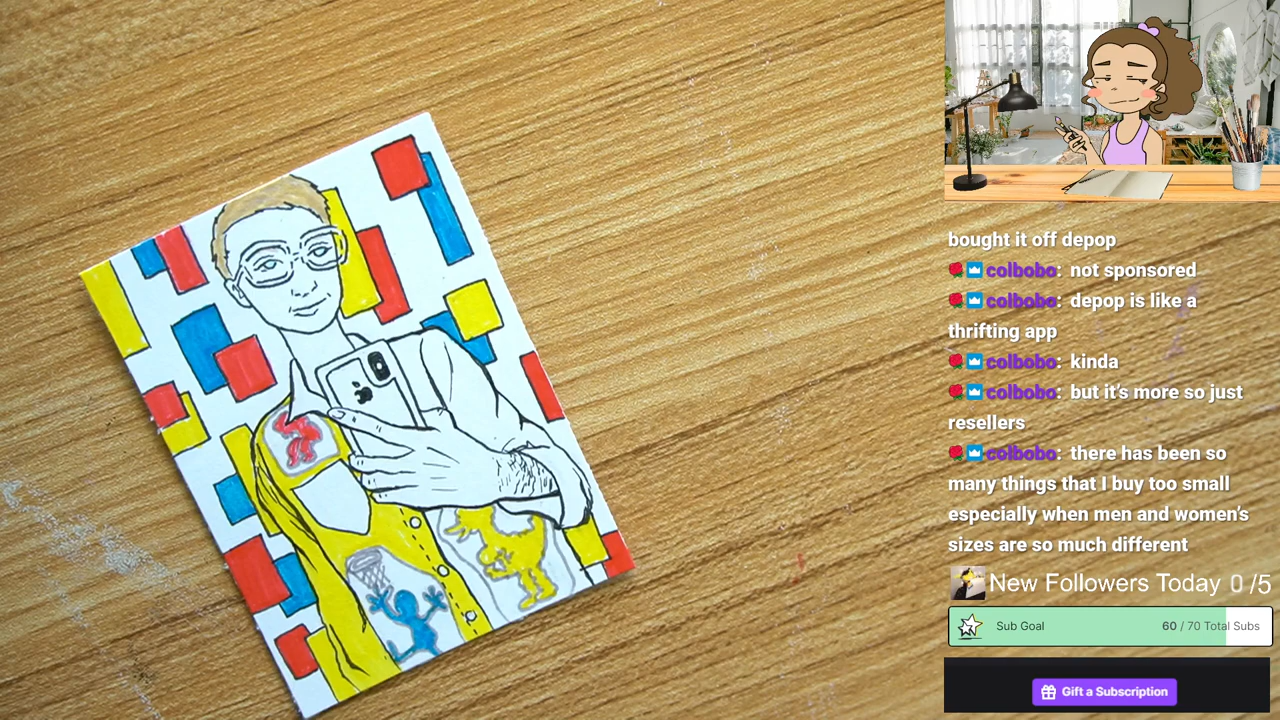 bought it off depop
colbobo: not sponsored
colbobo: depop is like a
thrifting app
colbobo: kinda
colbobo: but it's more so just
resellers
colbobo: there has been so
many things that I buy too small
especially when men and women's
sizes are so much different
New Followers Today 0 /5
Sub Goal 60 / 70 Total Subs
Gift a Subscription